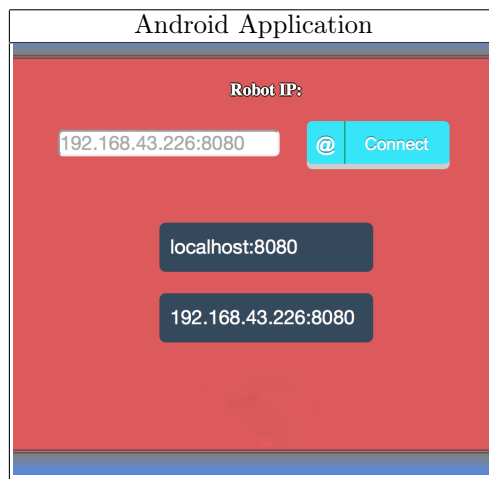 Android Application
Robot IP:
192.168.43.226:8080
@ Connect
localhost:8080
192.168.43.226:8080